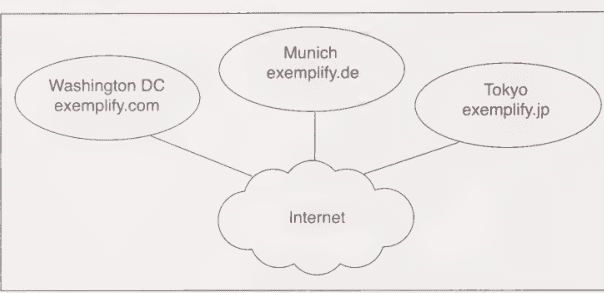 Washington DC
exemplify.com
Munich
exemplify.de
Tokyo
exemplify.jp
Internet